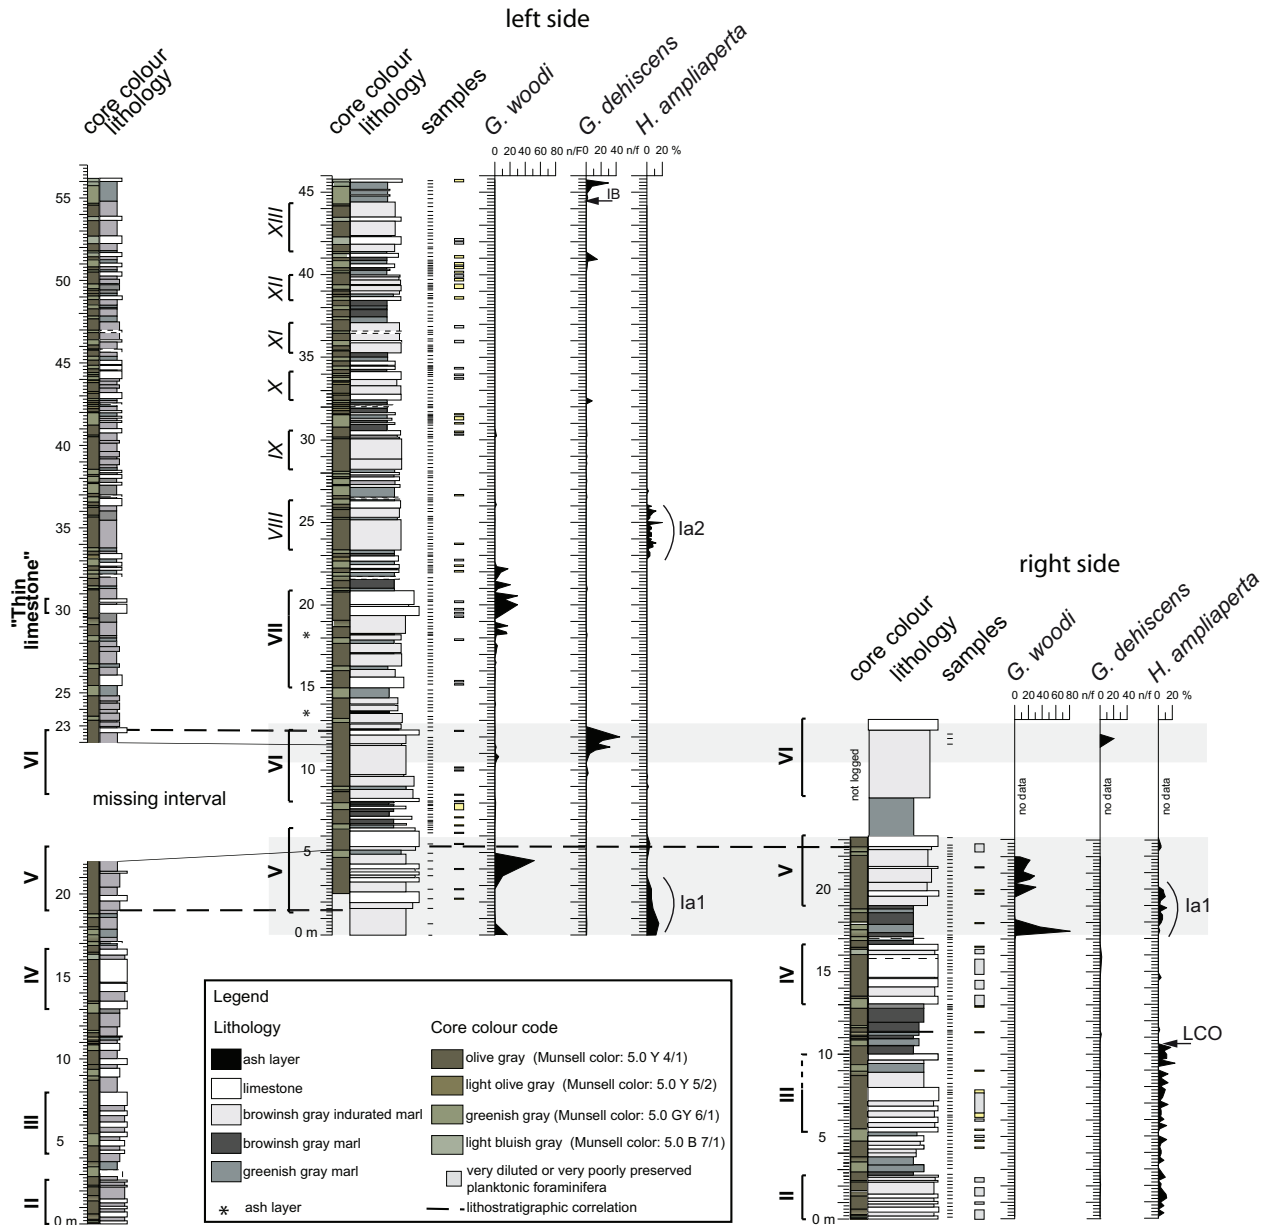 left side
core colour
lithology
core colour
lithology
samples
G. woodi
G. dehiscens
H. ampliaperta
0 20 40 60 80 n/F
0 20 40 n/f
0 20 %
55
50
45
40
35
"Thin
limestone"
30
25
23
VI
missing interval
V
20
IV
15
10
III
5
II
0 m
45
XIII
40
XII
XI
35
X
30
IX
VIII
25
20
VII
*
15
*
VI
10
V
5
0 m
IB
Ia2
Ia1
right side
core colour
lithology
samples
G. woodi
G. dehiscens
H. ampliaperta
0 20 40 60 80 n/f
0 20 40
0 20 %
VI
not logged
no data
no data
no data
V
20
Ia1
IV
15
LCO
10
III
5
II
0 m
Legend
Lithology
ash layer
limestone
browinsh gray indurated marl
browinsh gray marl
greenish gray marl
* ash layer
Core colour code
olive gray (Munsell color: 5.0 Y 4/1)
light olive gray (Munsell color: 5.0 Y 5/2)
greenish gray (Munsell color: 5.0 GY 6/1)
light bluish gray (Munsell color: 5.0 B 7/1)
very diluted or very poorly preserved
planktonic foraminifera
lithostratigraphic correlation